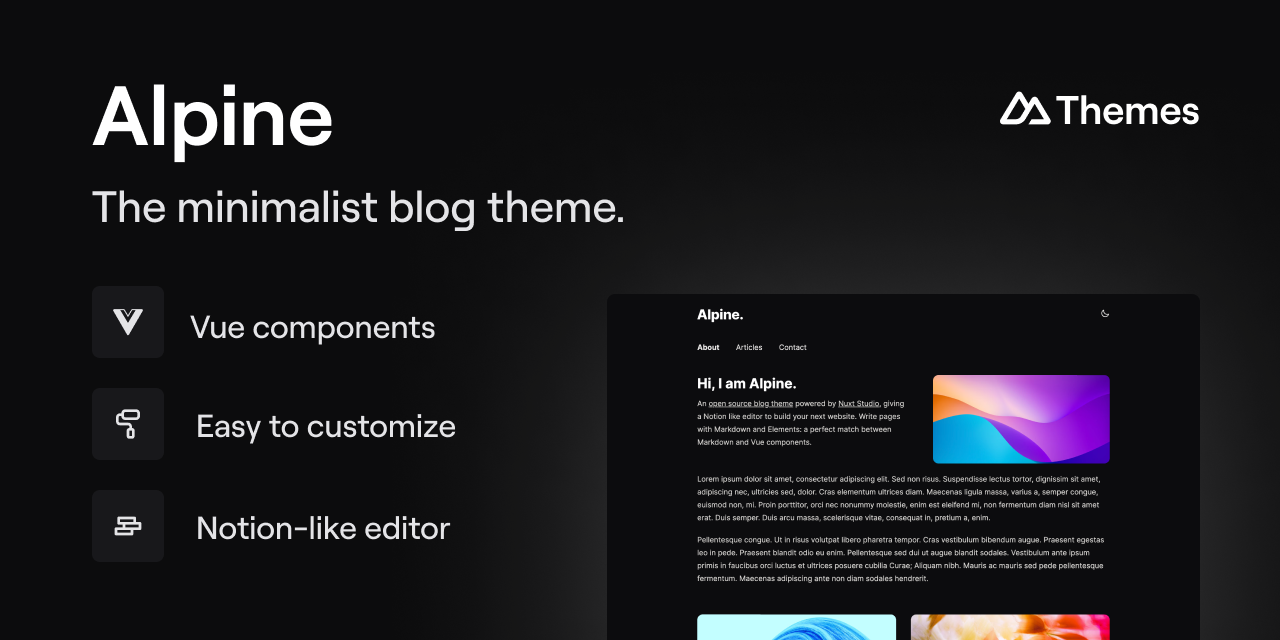 Alpine
Themes
The minimalist blog theme.
Vue components
Easy to customize
Notion-like editor
Alpine.
About Articles Contact
Hi, I am Alpine.
An open source blog theme powered by Nuxt Studio, giving
a Notion like editor to build your next website. Write pages
with Markdown and Elements: a perfect match between
Markdown and Vue components.
Lorem ipsum dolor sit amet, consectetur adipiscing elit. Sed non risus. Suspendisse lectus tortor, dignissim sit amet,
adipiscing nec, ultricies sed, dolor. Cras elementum ultrices diam. Maecenas ligula massa, varius a, semper congue,
euismod non, mi. Proin porttitor, orci nec nonummy molestie, enim est eleifend mi, non fermentum diam nisl sit amet
erat. Duis semper. Duis arcu massa, scelerisque vitae, consequat in, pretium a, enim.
Pellentesque congue. Ut in risus volutpat libero pharetra tempor. Cras vestibulum bibendum augue. Praesent egestas
leo in pede. Praesent blandit odio eu enim. Pellentesque sed dui ut augue blandit sodales. Vestibulum ante ipsum
primis in faucibus orci luctus et ultrices posuere cubilia Curae; Aliquam nibh. Mauris ac mauris sed pede pellentesque
fermentum. Maecenas adipiscing ante non diam sodales hendrerit.